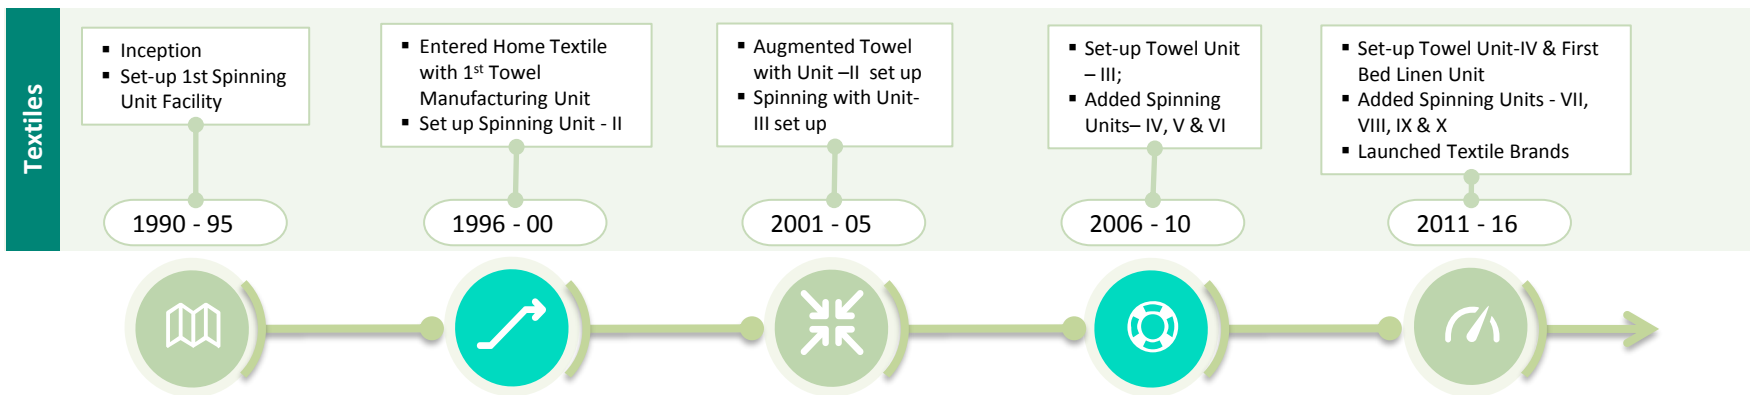 Textiles
▪ Inception
▪ Set-up 1st Spinning
Unit Facility
1990 - 95
▪ Entered Home Textile
with 1st Towel
Manufacturing Unit
▪ Set up Spinning Unit - II
1996 - 00
▪ Augmented Towel
with Unit –II set up
▪ Spinning with Unit-
III set up
2001 - 05
▪ Set-up Towel Unit
– III;
▪ Added Spinning
Units– IV, V & VI
2006 - 10
▪ Set-up Towel Unit-IV & First
Bed Linen Unit
▪ Added Spinning Units - VII,
VIII, IX & X
▪ Launched Textile Brands
2011 - 16